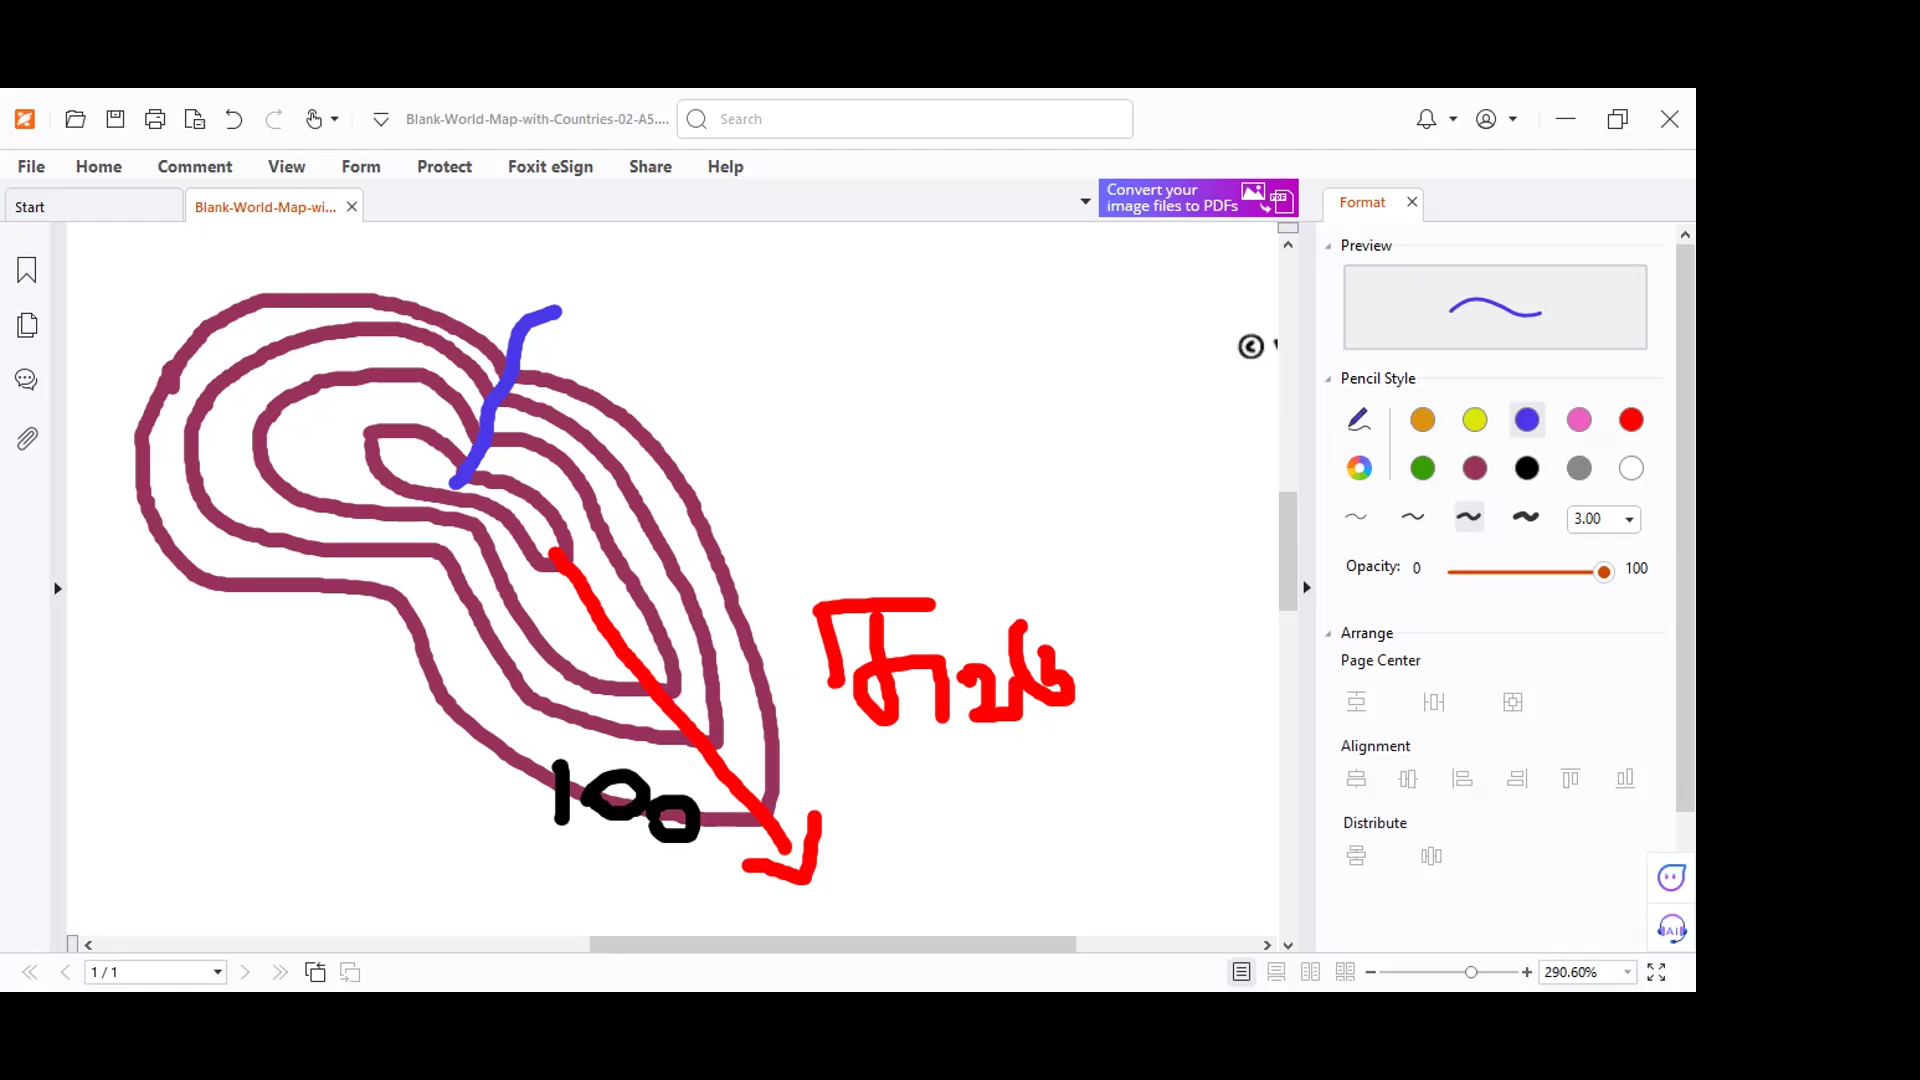 Blank-World-Map-with-Countries-02-A5....
Search
File Home Comment View Form Protect Foxit eSign Share Help
Start
Blank-World-Map-wi...
Convert your
image files to PDFs
PDF
Format
Preview
Pencil Style
3.00
Opacity: 0 100
Arrange
Page Center
Alignment
Distribute
100
AI
1 / 1
290.60%